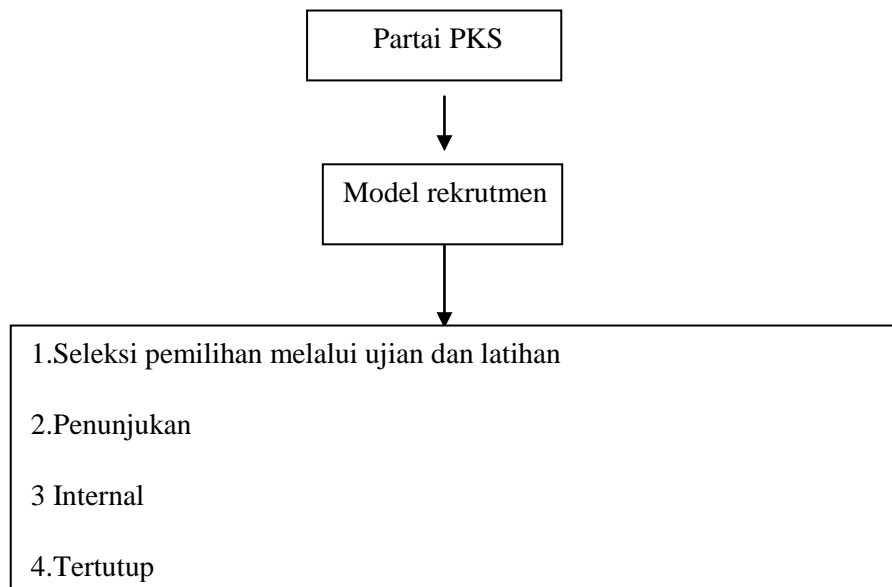 Partai PKS
Model rekrutmen
1.Seleksi pemilihan melalui ujian dan latihan
2.Penunjukan
3 Internal
4.Tertutup